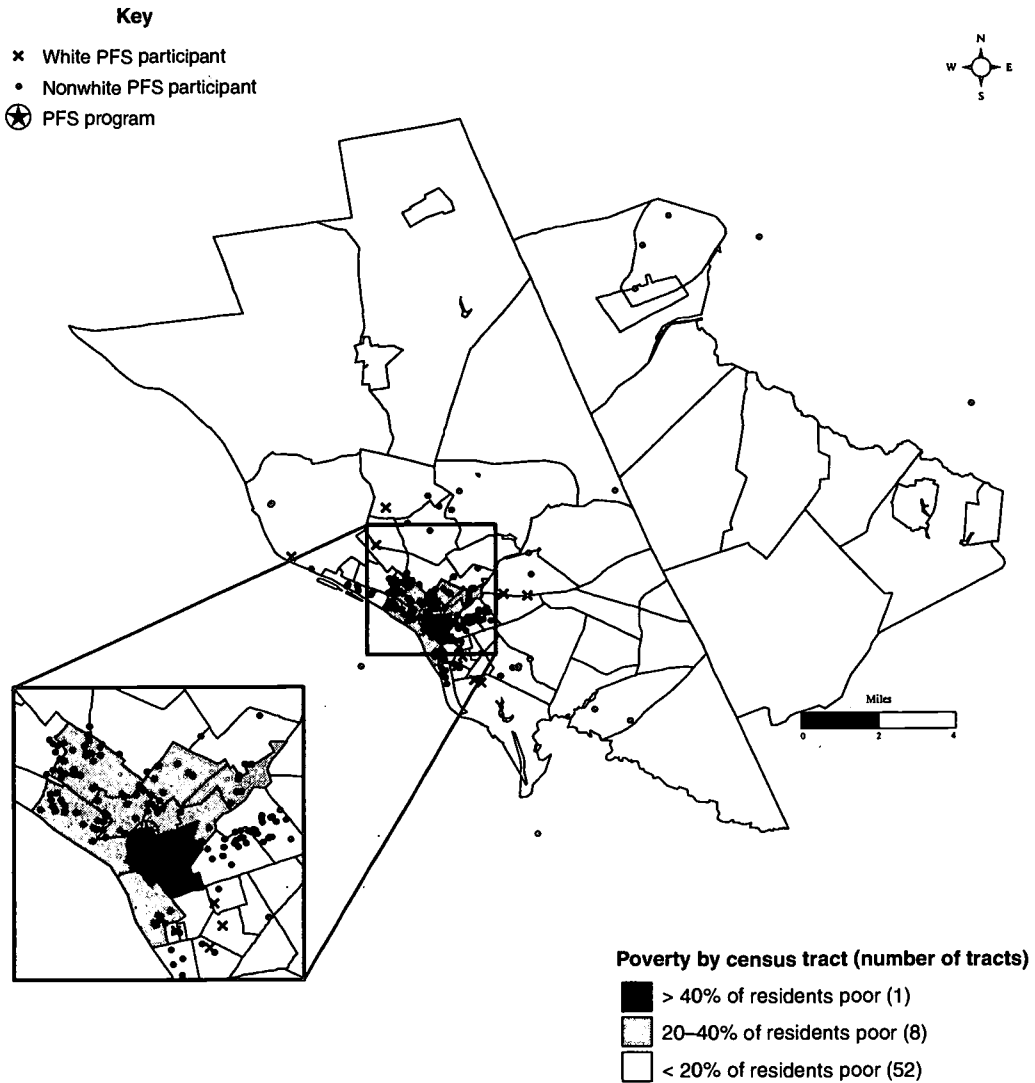 Key
White PFS participant
Nonwhite PFS participant
PFS program
N
W E
S
Miles
0 2 4
Poverty by census tract (number of tracts)
> 40% of residents poor (1)
20–40% of residents poor (8)
< 20% of residents poor (52)